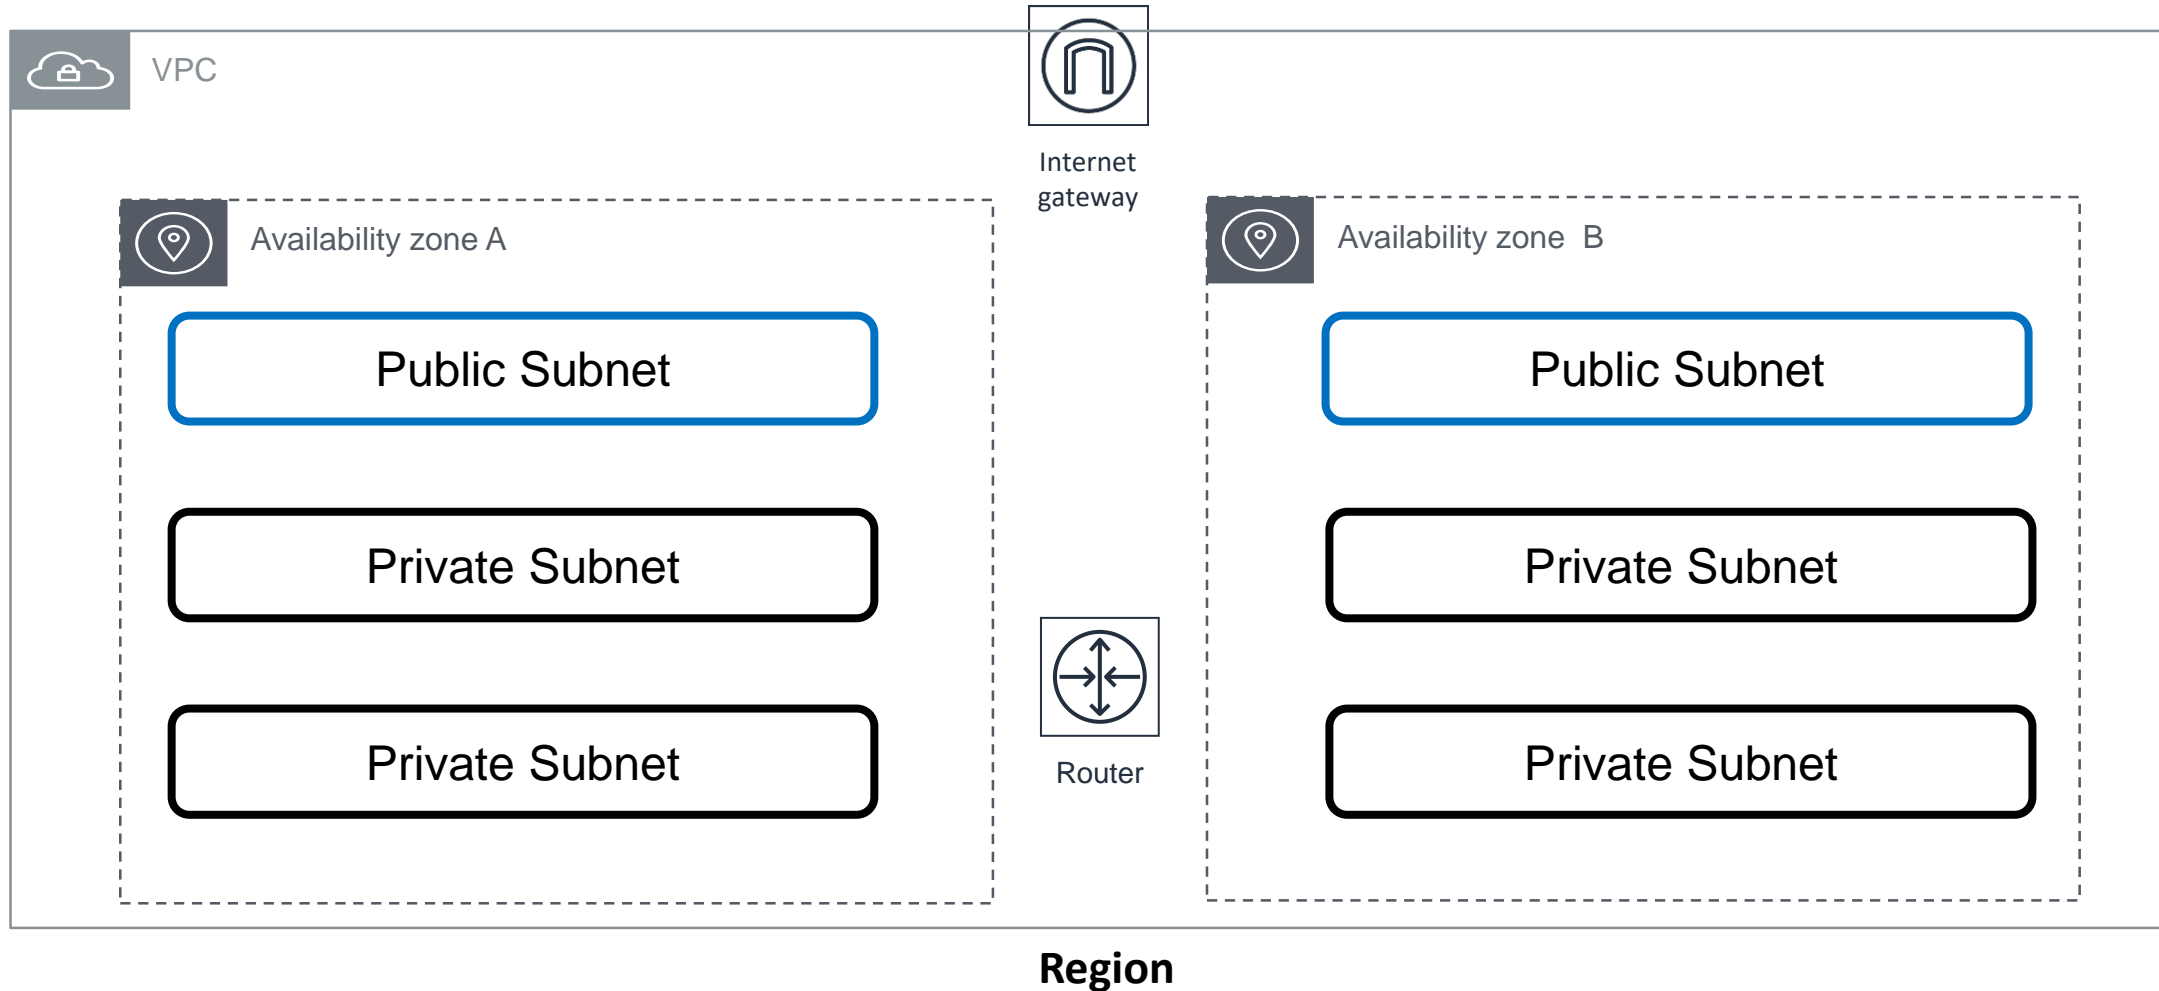 VPC
Internet
gateway
Availability zone A
Availability zone  B
Public Subnet
Public Subnet
Private Subnet
Private Subnet
Private Subnet
Private Subnet
Router
Region